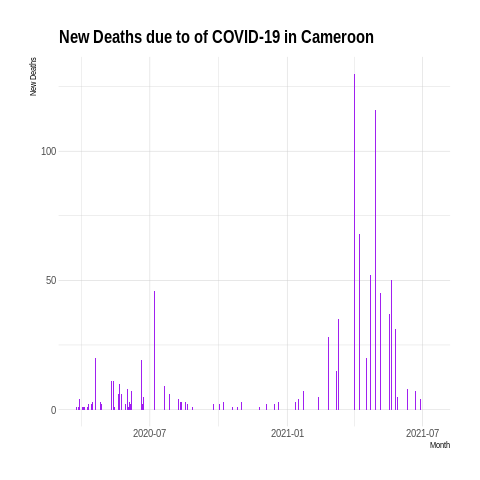 New Deaths due to of COVID-19 in Cameroon
New Deaths
100
50
0
2020-07
2021-01
2021-07
Month